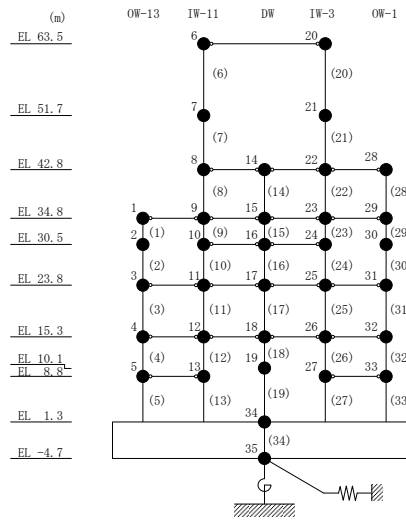 (m) OW-13 IW-11 DW IW-3 OW-1
EL 63.5 6 20
(6) (20)
EL 51.7 7 21
(7) (21)
EL 42.8 8 14 22 28
(8) (14) (22) (28
EL 34.8 1 9 15 23 29
(1) (9) (15) (23) (29
EL 30.5 2 10 16 24 30
(2) (10) (16) (24) (30
EL 23.8 3 11 17 25 31
(3) (11) (17) (25) (31
EL 15.3 4 12 18 26 32
(4) (12) (18) (26) (32
EL 10.1 19
EL 8.8 5 13 27 33
(5) (13) (19) (27) (33
EL 1.3 34
(34)
EL -4.7 35